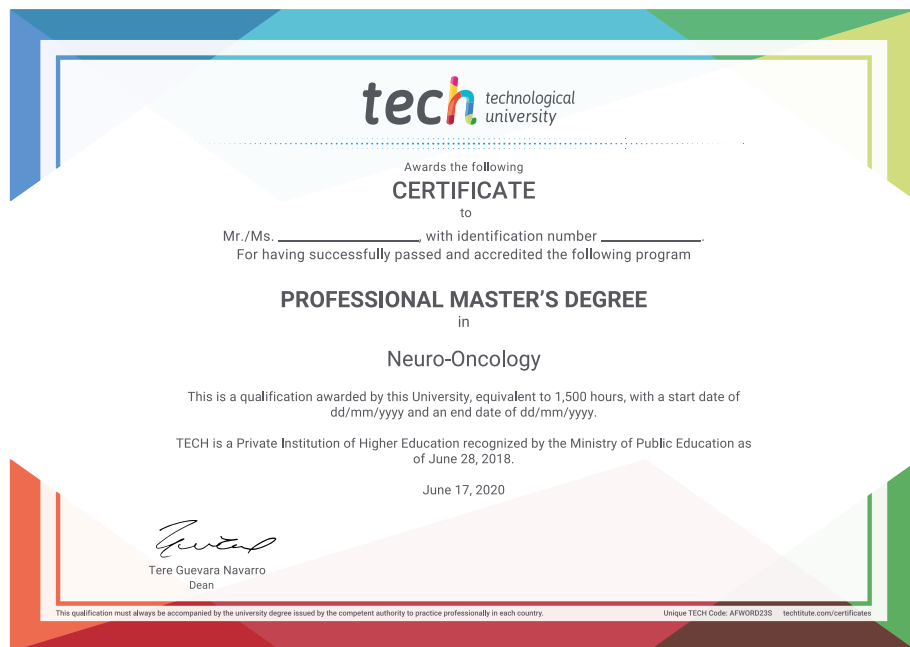 tech technological
university
Awards the following
CERTIFICATE
to
Mr./Ms. ____________________, with identification number ______________.
For having successfully passed and accredited the following program
PROFESSIONAL MASTER'S DEGREE
in
Neuro-Oncology
This is a qualification awarded by this University, equivalent to 1,500 hours, with a start date of
dd/mm/yyyy and an end date of dd/mm/yyyy.
TECH is a Private Institution of Higher Education recognized by the Ministry of Public Education as
of June 28, 2018.
June 17, 2020
Tere Guevara Navarro
Dean
This qualification must always be accompanied by the university degree issued by the competent authority to practice professionally in each country.
Unique TECH Code: AFWORD23S techtitute.com/certificates